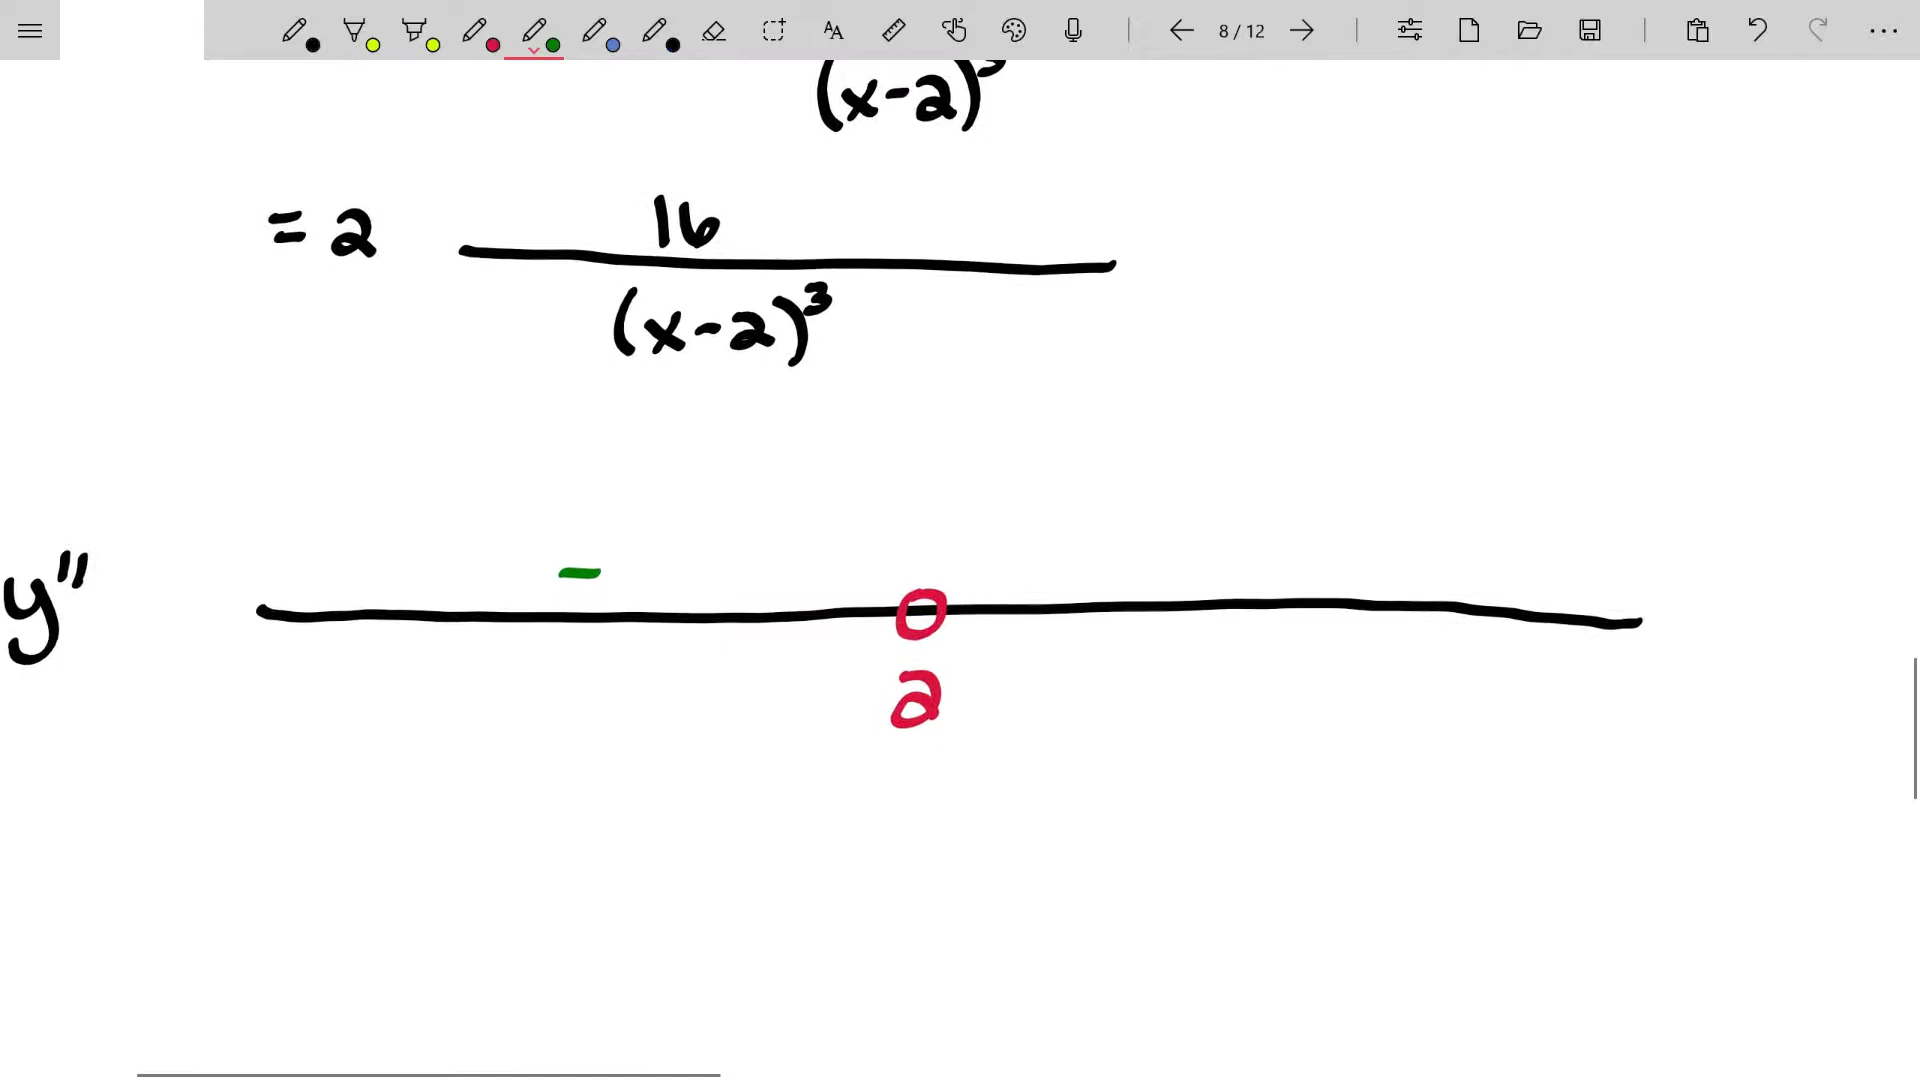 8 / 12
(x-2)³
= 2 16
(x-2)³
y"
-
0
2